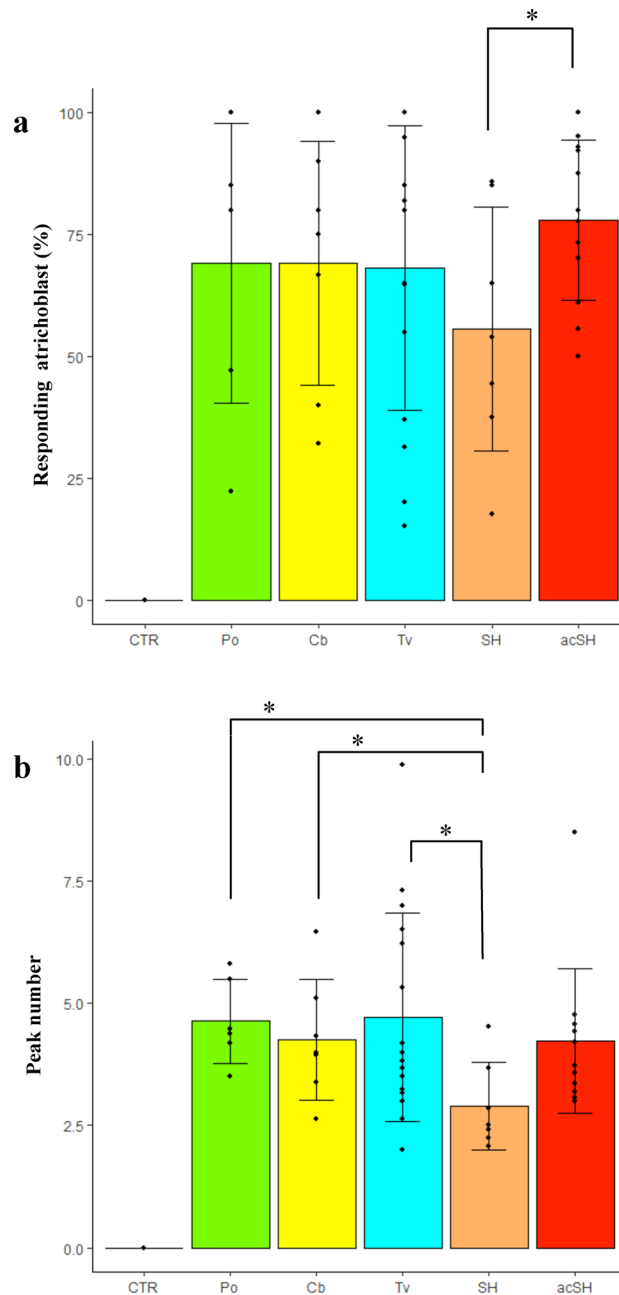 *
a
100
75
50
25
0
Responding atrichoblast (%)
CTR Po Cb Tv SH acSH
*
*
*
b
10.0
7.5
5.0
2.5
0.0
Peak number
CTR Po Cb Tv SH acSH